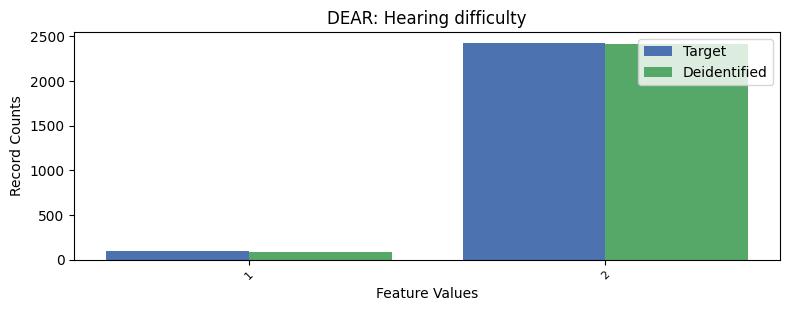 DEAR: Hearing difficulty
2500
2000
1500
1000
500
0
Record Counts
Target
Deidentified
1
2
Feature Values